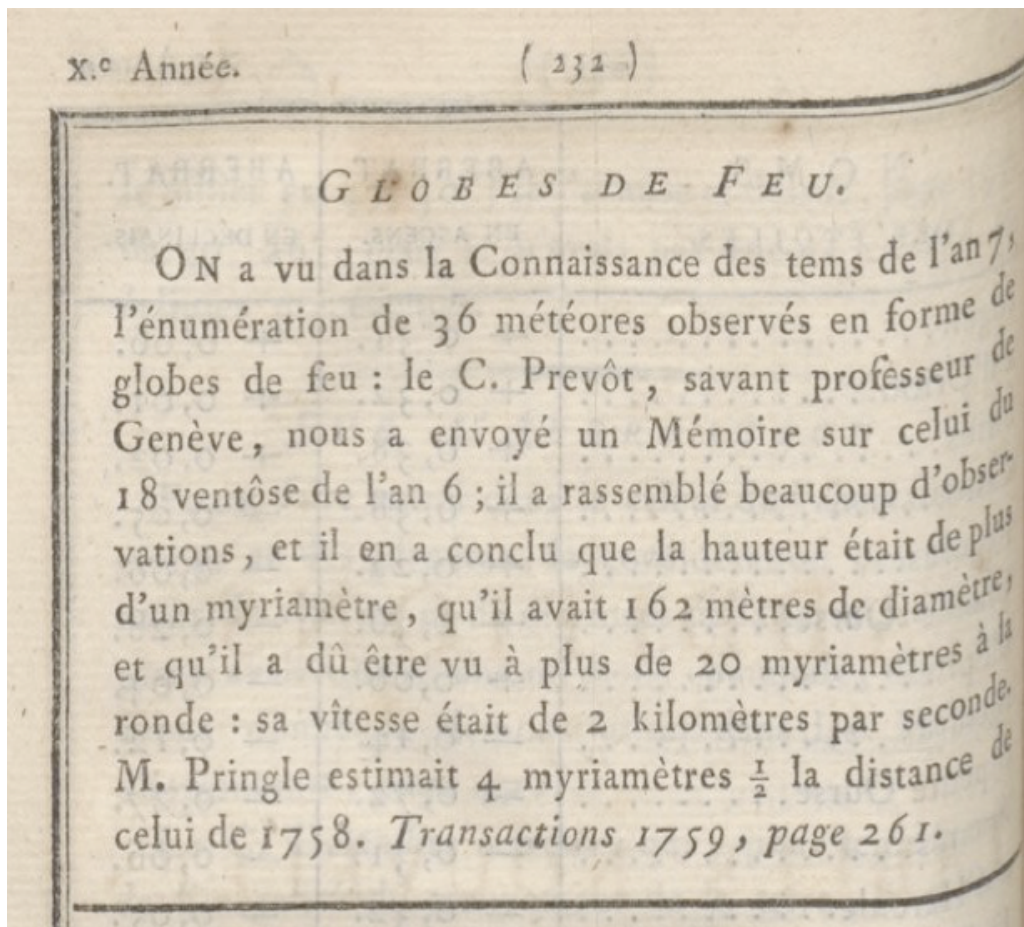 X.e Année.
( 232 )
GLOBES DE FEU.
ON a vu dans la Connaissance des tems de l'an 7,
l'énumération de 36 météores observés en forme de
globes de feu : le C. Prevôt, savant professeur de
Genève, nous a envoyé un Mémoire sur celui du
18 ventôse de l'an 6 ; il a rassemblé beaucoup d'obser-
vations, et il en a conclu que la hauteur était de plus
d'un myriamètre, qu'il avait 162 mètres de diamètre,
et qu'il a dû être vu à plus de 20 myriamètres à la
ronde : sa vîtesse était de 2 kilomètres par seconde.
M. Pringle estimait 4 myriamètres ½ la distance de
celui de 1758. Transactions 1759, page 261.